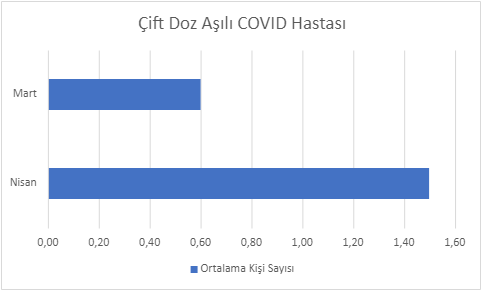 Çift Doz Aşılı COVID Hastası
Mart
Nisan
0,00 0,20 0,40 0,60 0,80 1,00 1,20 1,40 1,60
Ortalama Kişi Sayısı